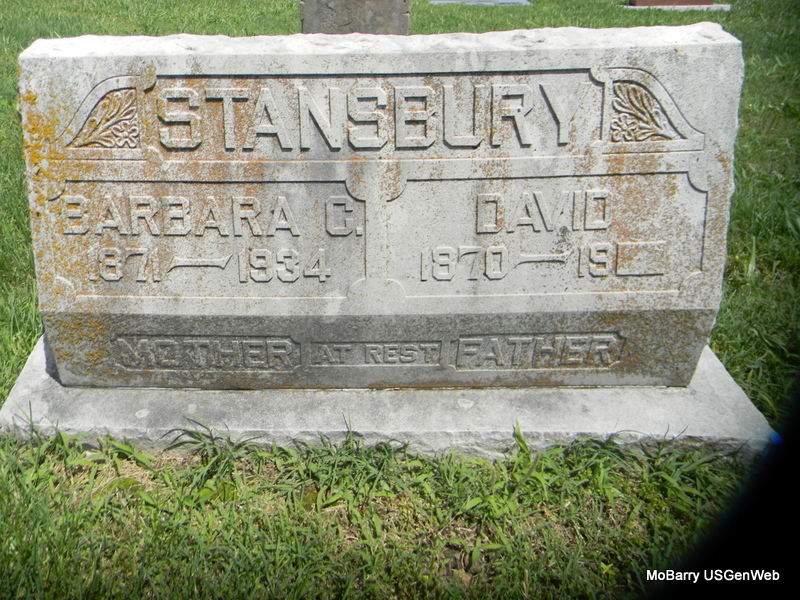 STANSBURY
BARBARA C. DAVID
1871—1934 1870—19
MOTHER AT REST FATHER
MoBarry USGenWeb